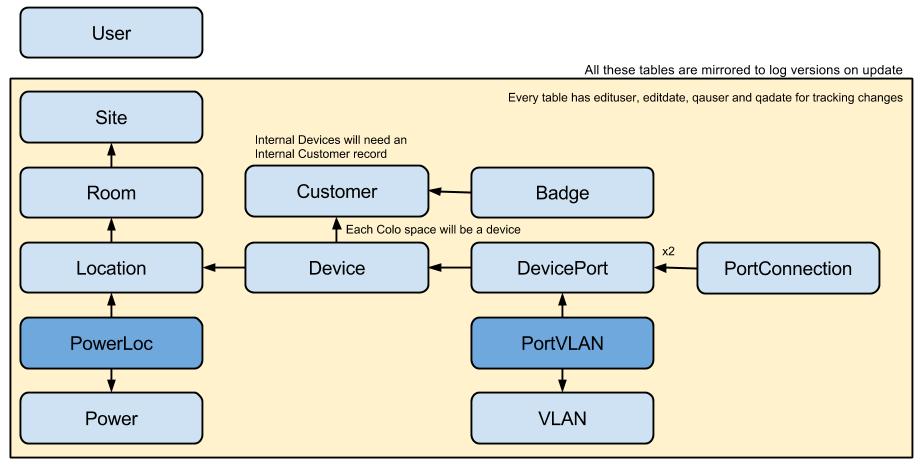 User
All these tables are mirrored to log versions on update
Every table has edituser, editdate, qauser and qadate for tracking changes
Site
Internal Devices will need an
Internal Customer record
Room
Customer
Badge
Each Colo space will be a device
Location
Device
DevicePort
x2
PortConnection
PowerLoc
PortVLAN
Power
VLAN